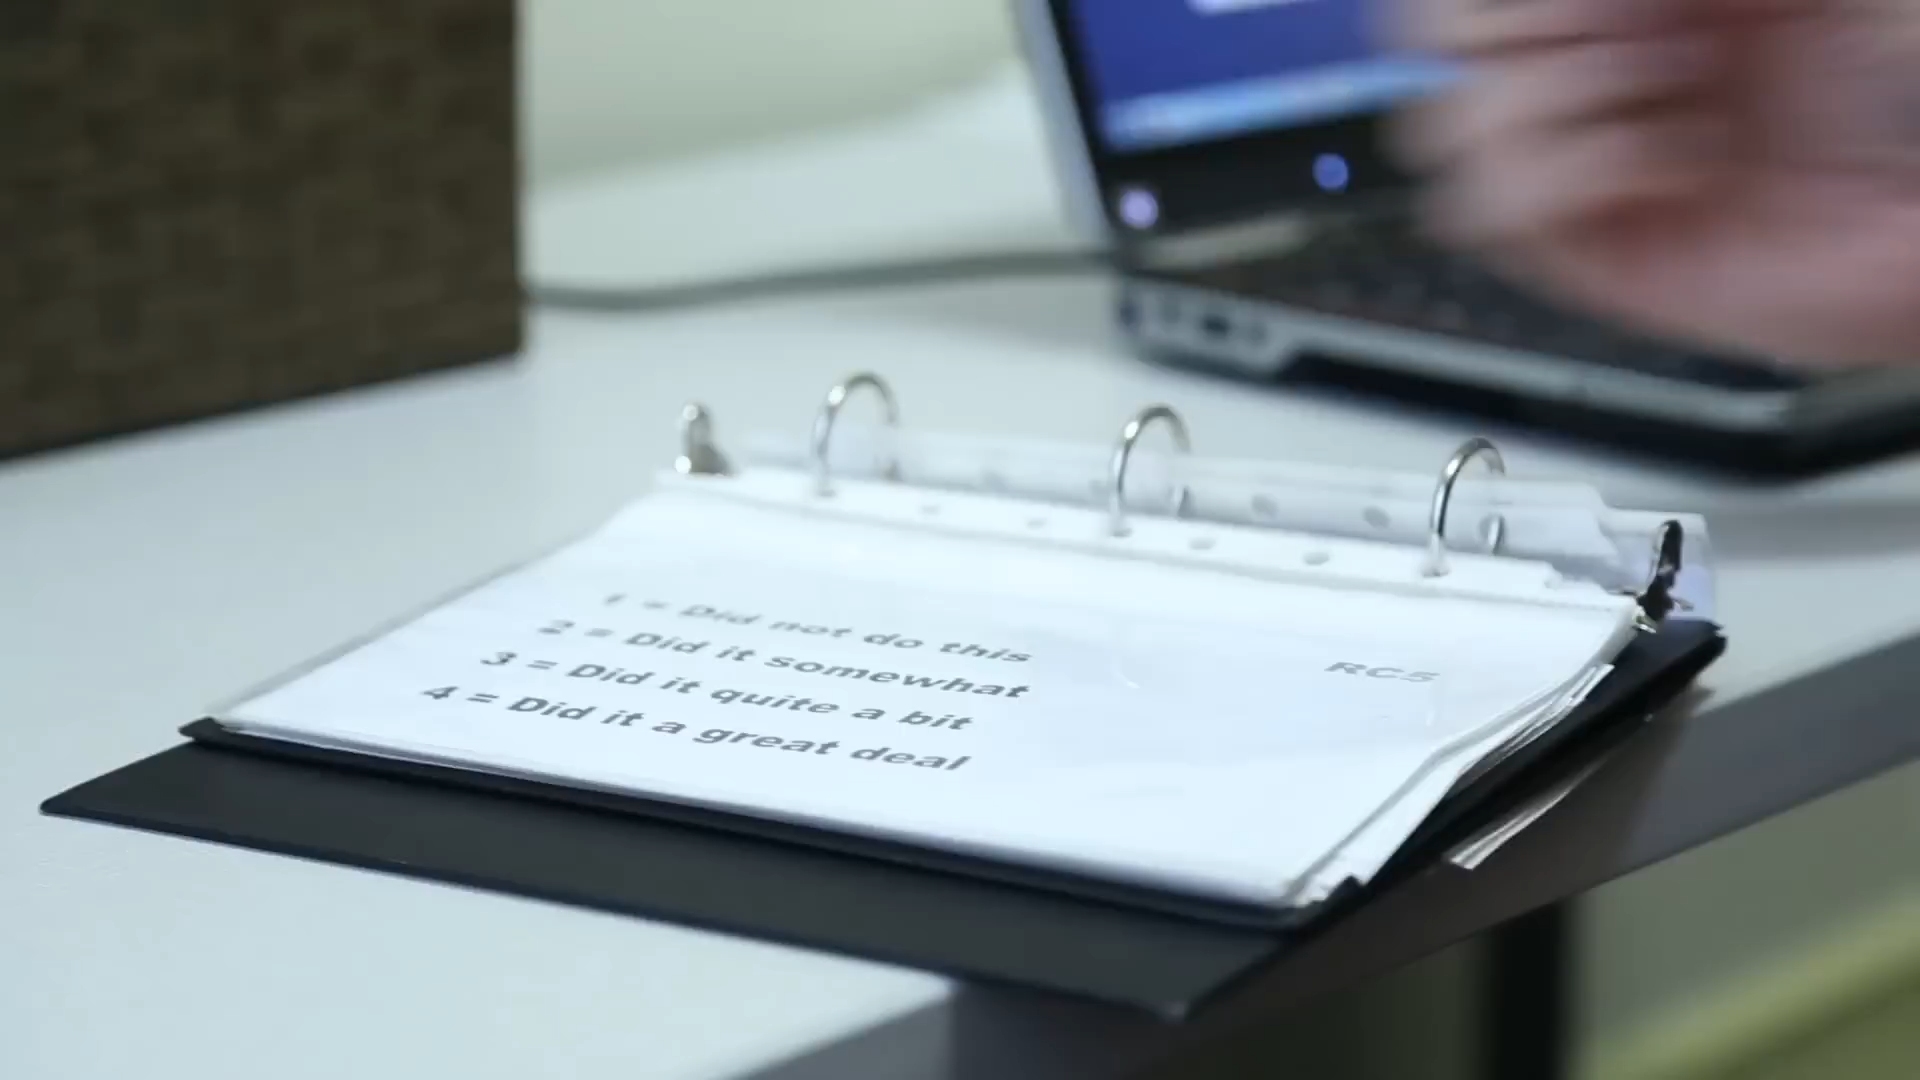 1 = Did not do this
2 = Did it somewhat
3 = Did it quite a bit
4 = Did it a great deal
RC5